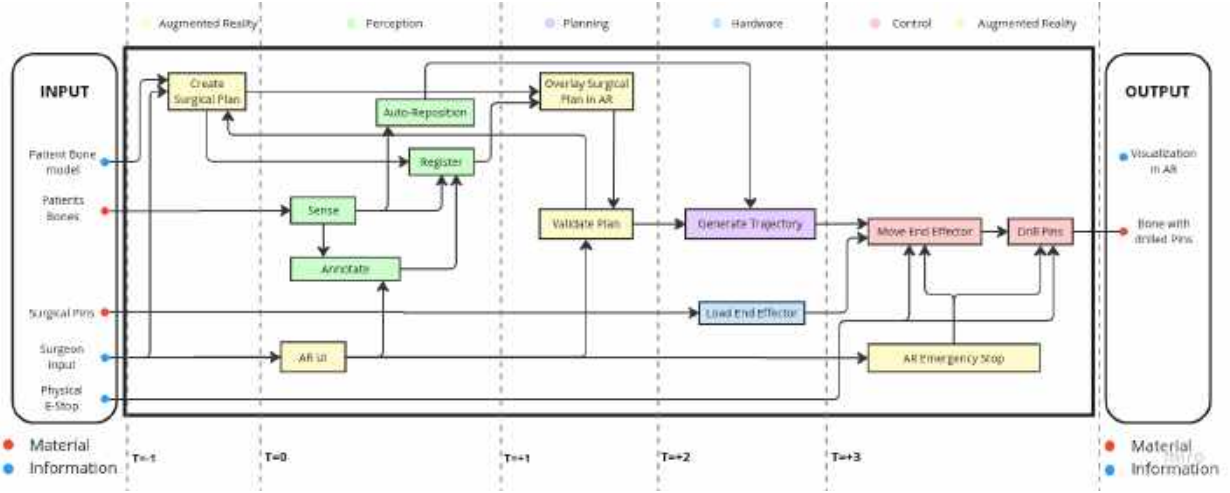 Augmented Reality
Perception
Planning
Hardware
Control
Augmented Reality
INPUT
Patient Bone
model
Patients
Bones
Surgical Pins
Surgeon
Input
Physical
E-Stop
Create
Surgical Plan
Auto-Reposition
Register
Sense
Annotate
AR UI
Overlay Surgical
Plan in AR
Validate Plan
Generate Trajectory
Load End Effector
Move End Effector
Drill Pins
AR Emergency Stop
OUTPUT
Visualization
in AR
Bone with
drilled Pins
Material
Information
T=-1
T=0
T=+1
T=+2
T=+3
Material
Information
miro